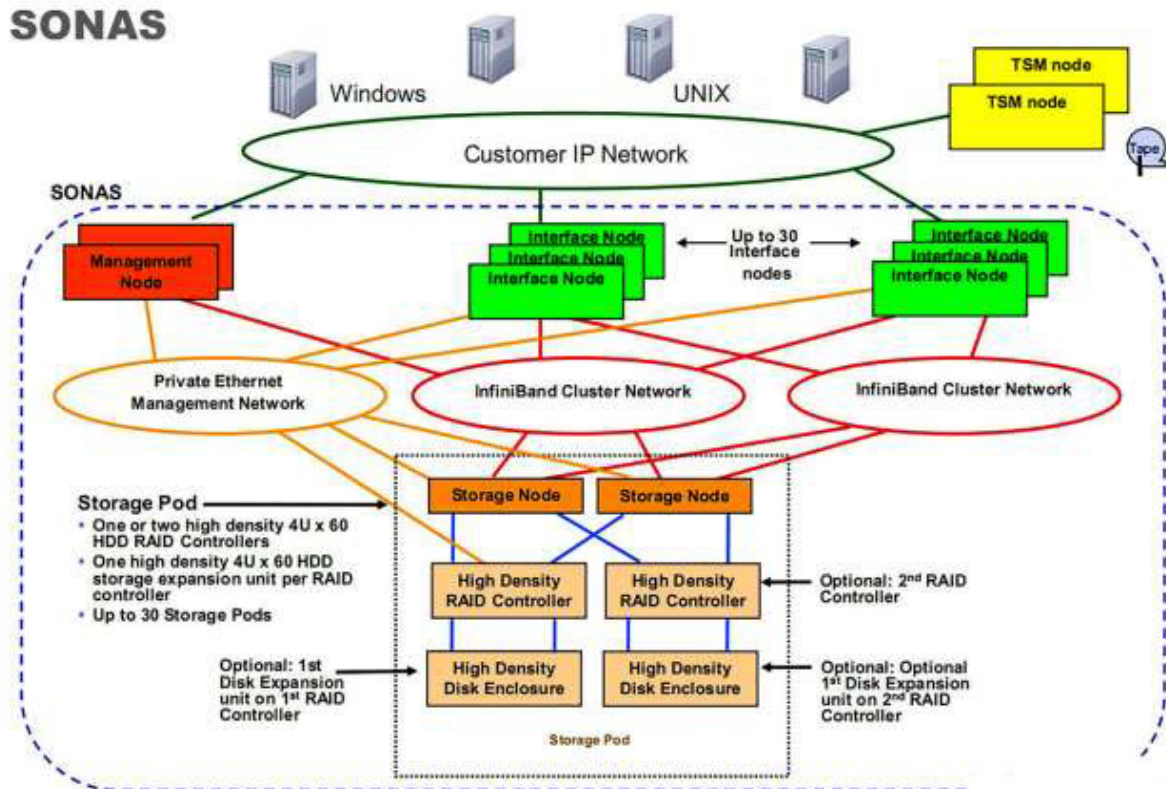 SONAS
Windows
UNIX
TSM node
TSM node
Customer IP Network
Tape
SONAS
Management
Node
Interface Node
Interface Node
Interface Node
Up to 30
Interface
nodes
Interface Node
Interface Node
Interface Node
Private Ethernet
Management Network
InfiniBand Cluster Network
InfiniBand Cluster Network
Storage Pod
• One or two high density 4U x 60
HDD RAID Controllers
• One high density 4U x 60 HDD
storage expansion unit per RAID
controller
• Up to 30 Storage Pods
Storage Node
Storage Node
High Density
RAID Controller
High Density
RAID Controller
Optional: 2nd RAID
Controller
Optional: 1st
Disk Expansion
unit on 1st RAID
Controller
High Density
Disk Enclosure
High Density
Disk Enclosure
Optional: Optional
1st Disk Expansion
unit on 2nd RAID
Controller
Storage Pod